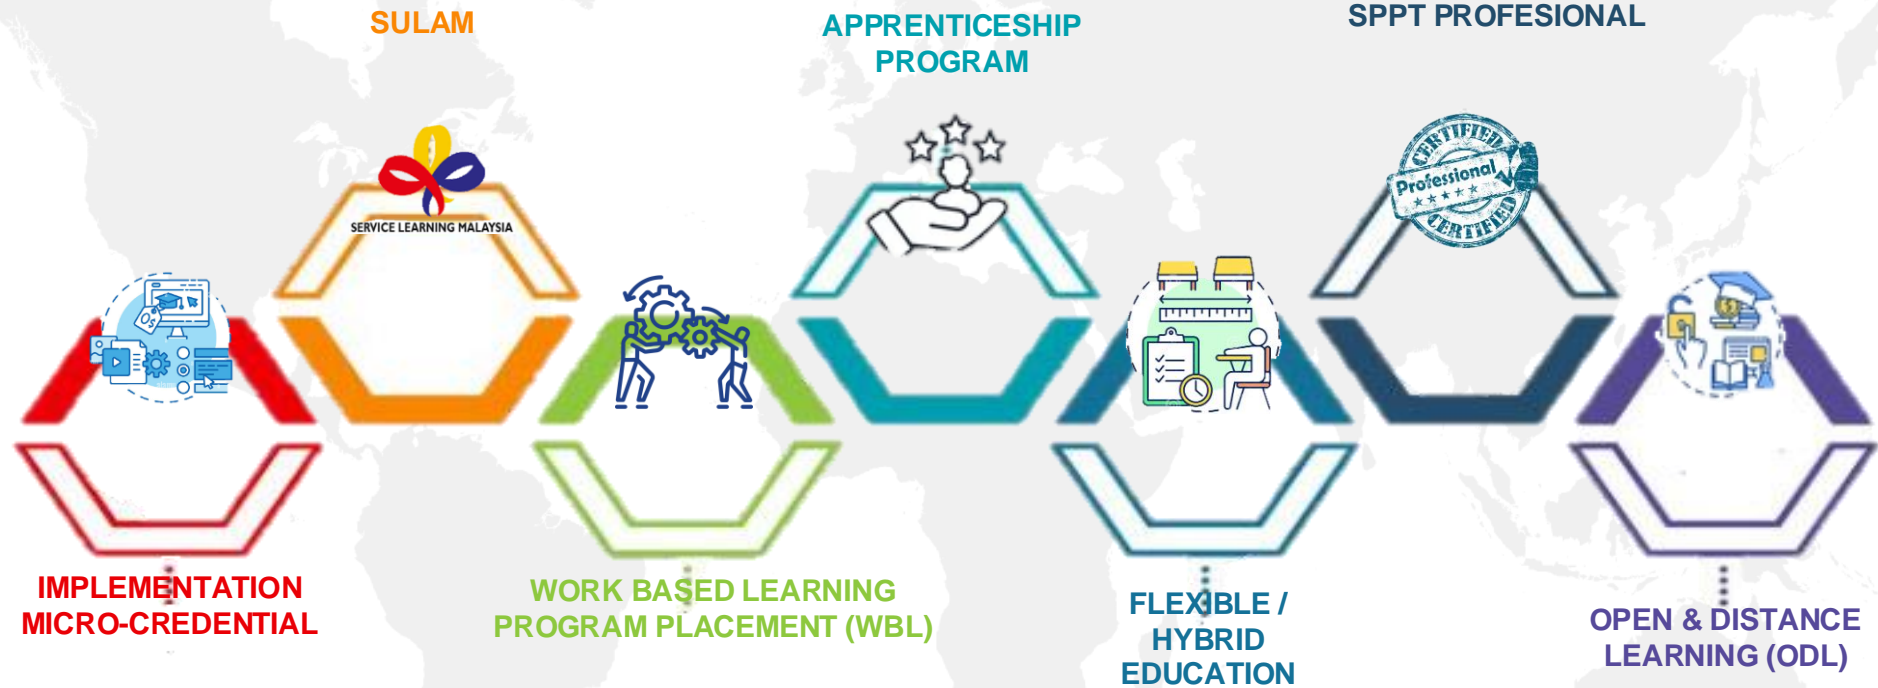 SULAM
APPRENTICESHIP
PROGRAM
SPPT PROFESIONAL
SERVICE LEARNING MALAYSIA
CERTIFIED
Professional
CERTIFIED
IMPLEMENTATION
MICRO-CREDENTIAL
WORK BASED LEARNING
PROGRAM PLACEMENT (WBL)
FLEXIBLE /
HYBRID
EDUCATION
OPEN & DISTANCE
LEARNING (ODL)